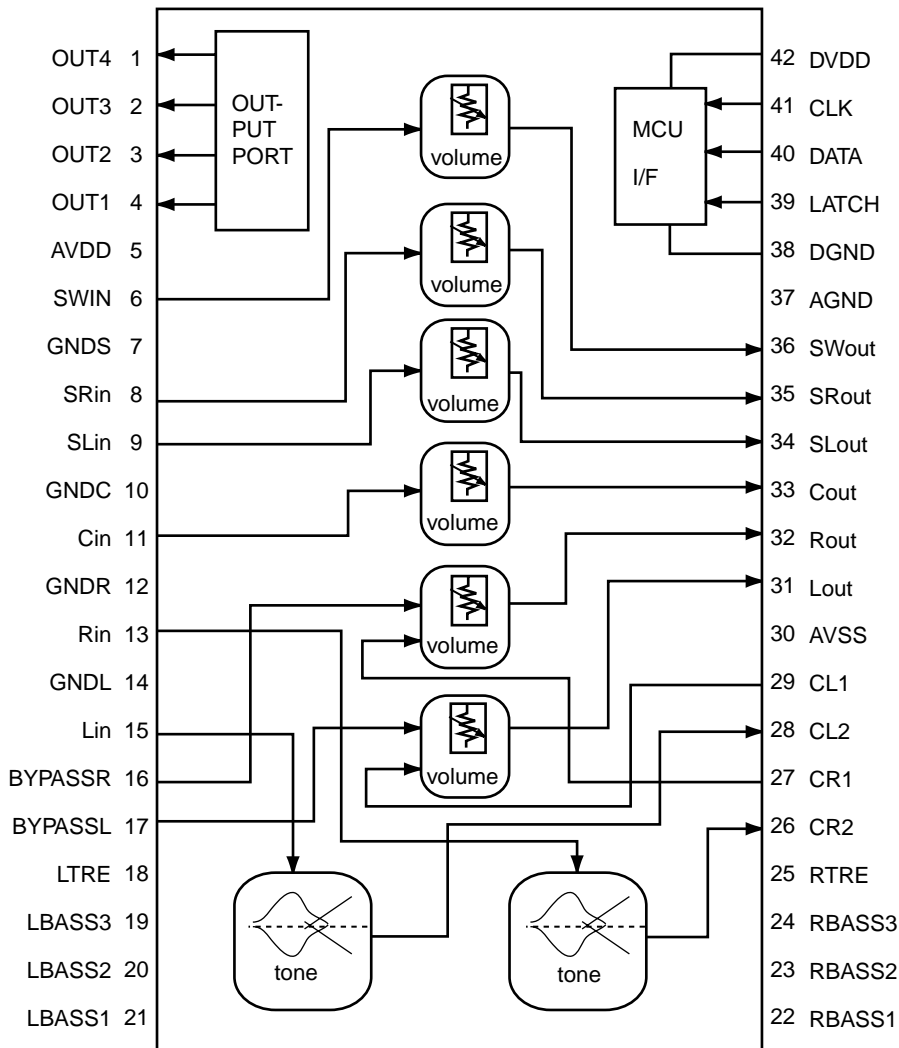 OUT4 1
OUT3 2
OUT2 3
OUT1 4
AVDD 5
SWIN 6
GNDS 7
SRin 8
SLin 9
GNDC 10
Cin 11
GNDR 12
Rin 13
GNDL 14
Lin 15
BYPASSR 16
BYPASSL 17
LTRE 18
LBASS3 19
LBASS2 20
LBASS1 21
OUT-
PUT
PORT
volume
volume
volume
volume
volume
volume
tone
tone
MCU
I/F
42 DVDD
41 CLK
40 DATA
39 LATCH
38 DGND
37 AGND
36 SWout
35 SRout
34 SLout
33 Cout
32 Rout
31 Lout
30 AVSS
29 CL1
28 CL2
27 CR1
26 CR2
25 RTRE
24 RBASS3
23 RBASS2
22 RBASS1